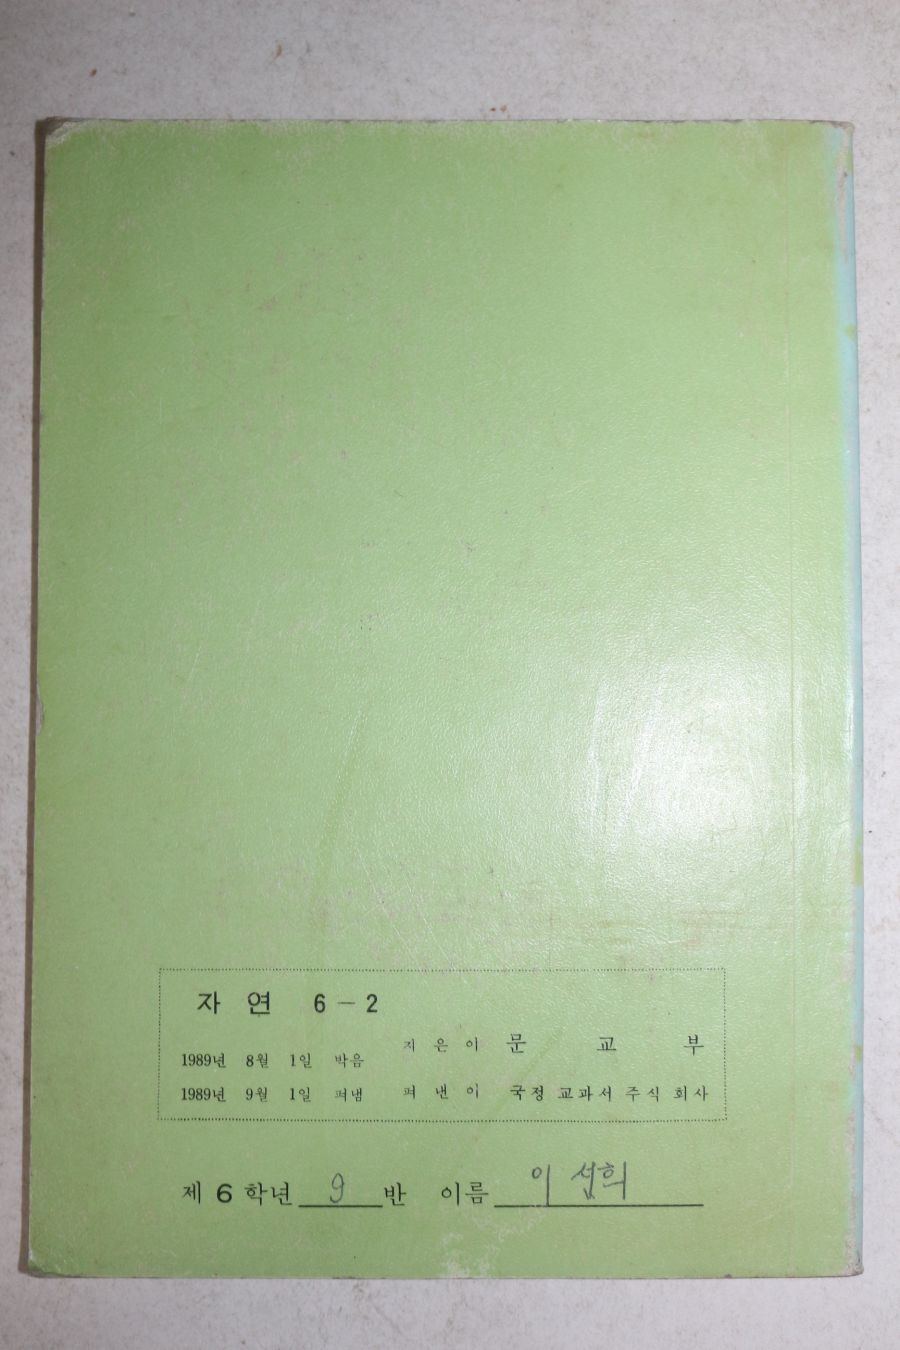 자연 6-2
지은이 문교부
1989년 8월 1일 박음
1989년 9월 1일 펴냄 펴낸이 국정교과서주식회사
제6학년 9 반 이름 이섭희